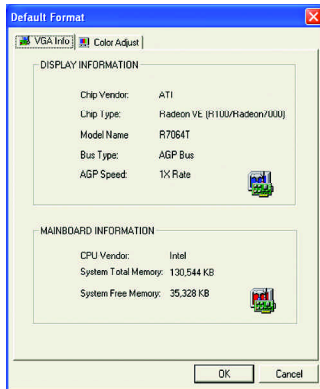 Default Format
VGA Info Color Adjust
DISPLAY INFORMATION
Chip Vendor: ATI
Chip Type: Radeon VE (R100/Radeon7000)
Model Name R7064T
Bus Type: AGP Bus
AGP Speed: 1X Rate
MAINBOARD INFORMATION
CPU Vendor: Intel
System Total Memory: 130,544 KB
System Free Memory: 35,328 KB
OK Cancel